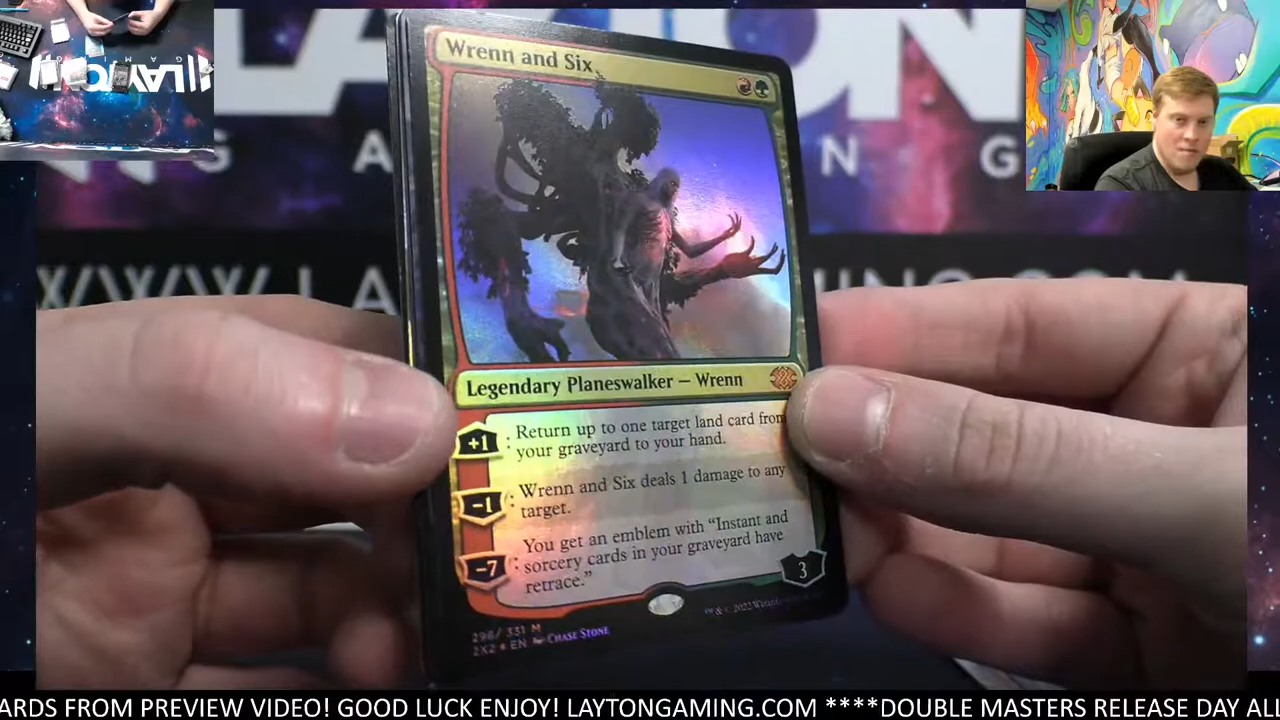 Wrenn and Six
Legendary Planeswalker – Wrenn
+1 : Return up to one target land card from
your graveyard to your hand.
−1 : Wrenn and Six deals 1 damage to any
target.
You get an emblem with “Instant and
−7 : sorcery cards in your graveyard have
retrace.”
3
296/331 M
2X2 EN CHASE STONE
ARDS FROM PREVIEW VIDEO! GOOD LUCK ENJOY! LAYTONGAMING.COM ****DOUBLE MASTERS RELEASE DAY ALL